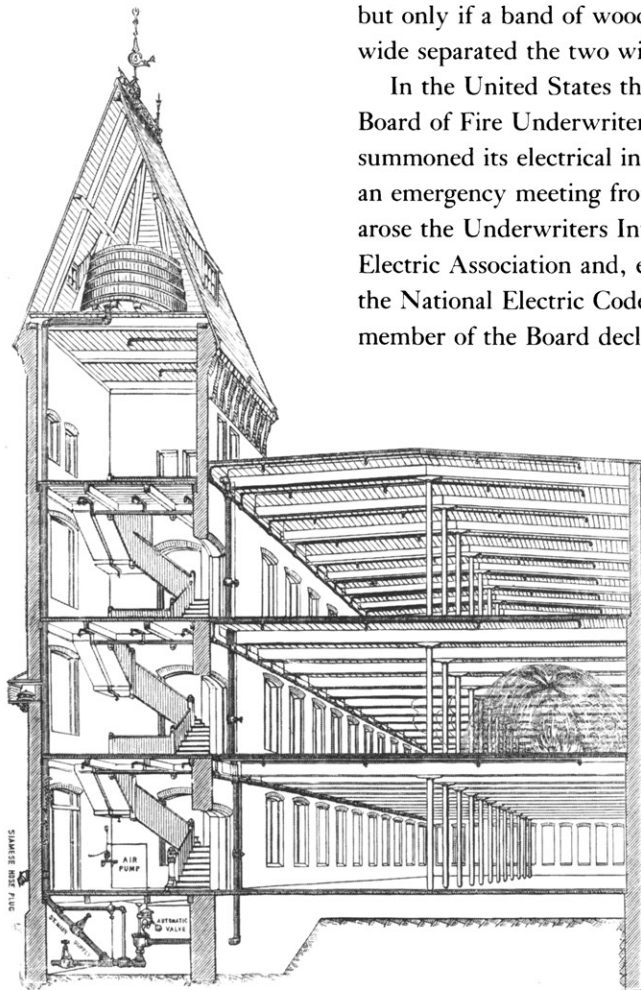 but only if a band of wood
wide separated the two wi
In the United States th
Board of Fire Underwriter
summoned its electrical in
an emergency meeting fro
arose the Underwriters Int
Electric Association and, e
the National Electric Code
member of the Board decl
AIR
PUMP
SIAMESE HOSE PLUG
AUTOMATIC
VALVE
SUPPLY